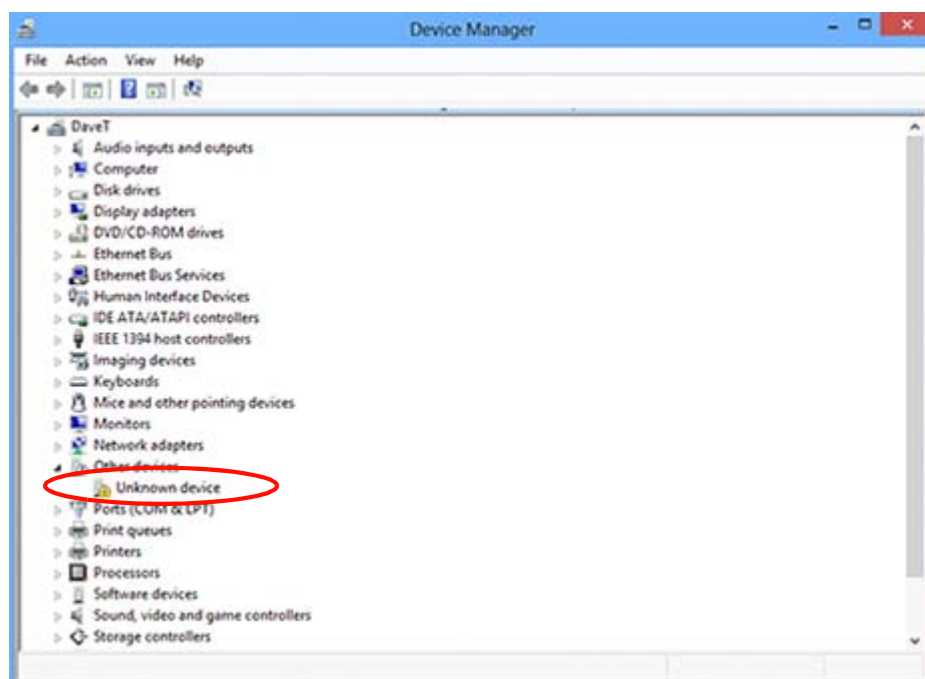 Device Manager
File Action View Help
DaveT
Audio inputs and outputs
Computer
Disk drives
Display adapters
DVD/CD-ROM drives
Ethernet Bus
Ethernet Bus Services
Human Interface Devices
IDE ATA/ATAPI controllers
IEEE 1394 host controllers
Imaging devices
Keyboards
Mice and other pointing devices
Monitors
Network adapters
Other devices
Unknown device
Ports (COM & LPT)
Print queues
Printers
Processors
Software devices
Sound, video and game controllers
Storage controllers